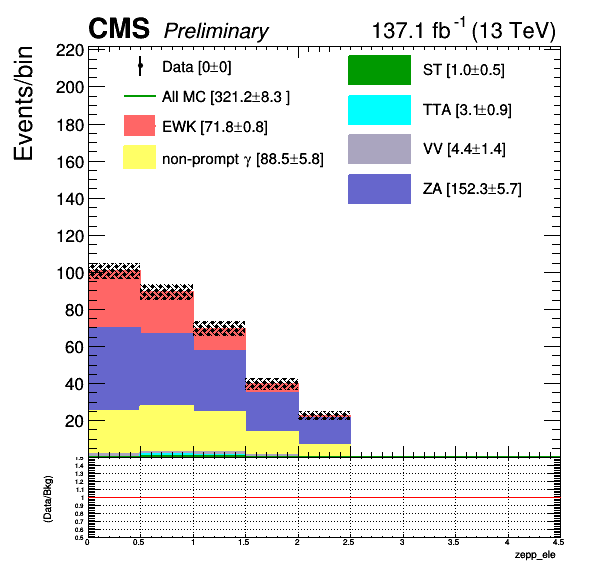 CMS Preliminary 137.1 fb⁻¹ (13 TeV)
Events/bin
220
200
180
160
140
120
100
80
60
40
20
Data [0±0]
All MC [321.2±8.3 ]
EWK [71.8±0.8]
non-prompt γ [88.5±5.8]
ST [1.0±0.5]
TTA [3.1±0.9]
VV [4.4±1.4]
ZA [152.3±5.7]
(Data/Bkg)
1.5
1.4
1.3
1.2
1.1
1
0.9
0.8
0.7
0.6
0.5
0 0.5 1 1.5 2 2.5 3 3.5 4 4.5
zepp_ele